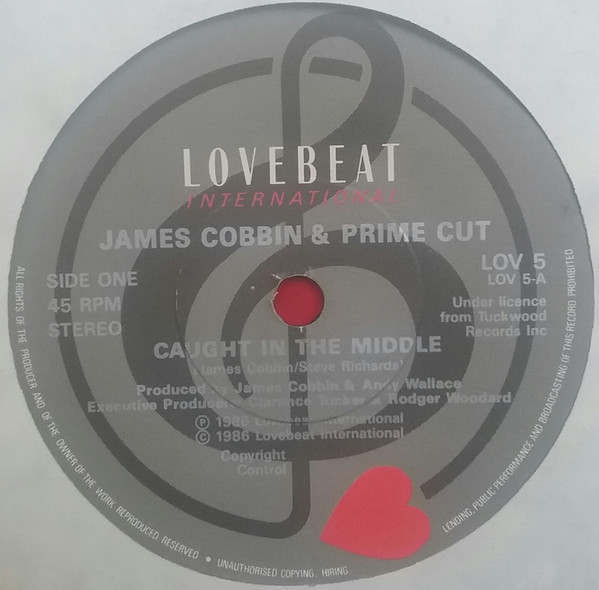 LOVEBEAT
INTERNATIONAL
JAMES COBBIN & PRIME CUT
SIDE ONE
45 RPM
STEREO
LOV 5
LOV 5-A
Under licence
from Tuckwood
Records Inc
CAUGHT IN THE MIDDLE
James Cobbin/Steve Richards
Produced by James Cobbin & Andy Wallace
Executive Producers Clarance Tucker & Rodger Woodard
Ⓟ 1986 Lovebeat International
© 1986 Lovebeat International
Copyright
Control
ALL RIGHTS OF THE PRODUCER AND OF THE OWNER OF THE WORK REPRODUCED RESERVED • UNAUTHORISED COPYING, HIRING, LENDING, PUBLIC PERFORMANCE AND BROADCASTING OF THIS RECORD PROHIBITED